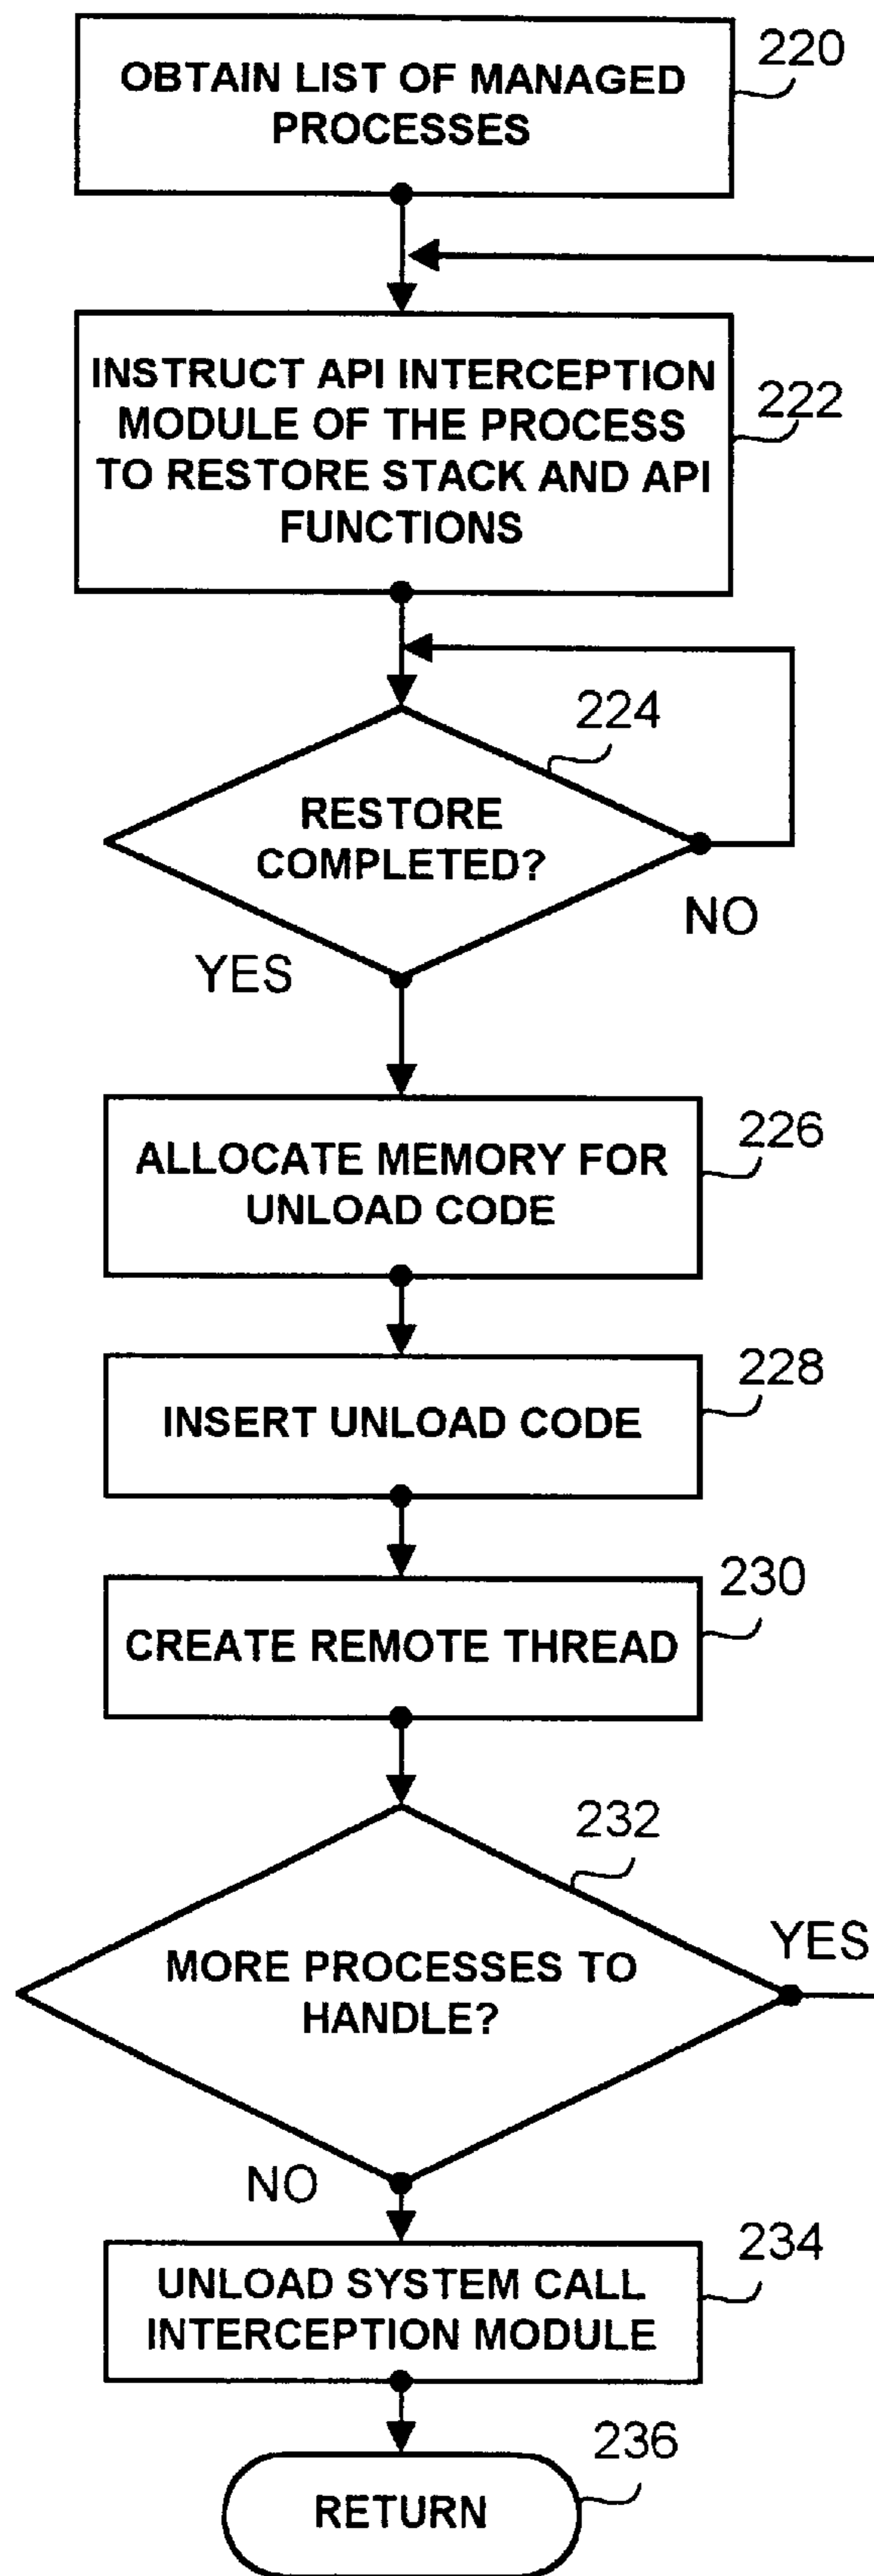 220
OBTAIN LIST OF MANAGED
PROCESSES
INSTRUCT API INTERCEPTION
MODULE OF THE PROCESS
TO RESTORE STACK AND API
FUNCTIONS
222
224
RESTORE
COMPLETED?
NO
YES
ALLOCATE MEMORY FOR
UNLOAD CODE
226
INSERT UNLOAD CODE
228
CREATE REMOTE THREAD
230
232
MORE PROCESSES TO
HANDLE?
YES
NO
UNLOAD SYSTEM CALL
INTERCEPTION MODULE
234
RETURN
236